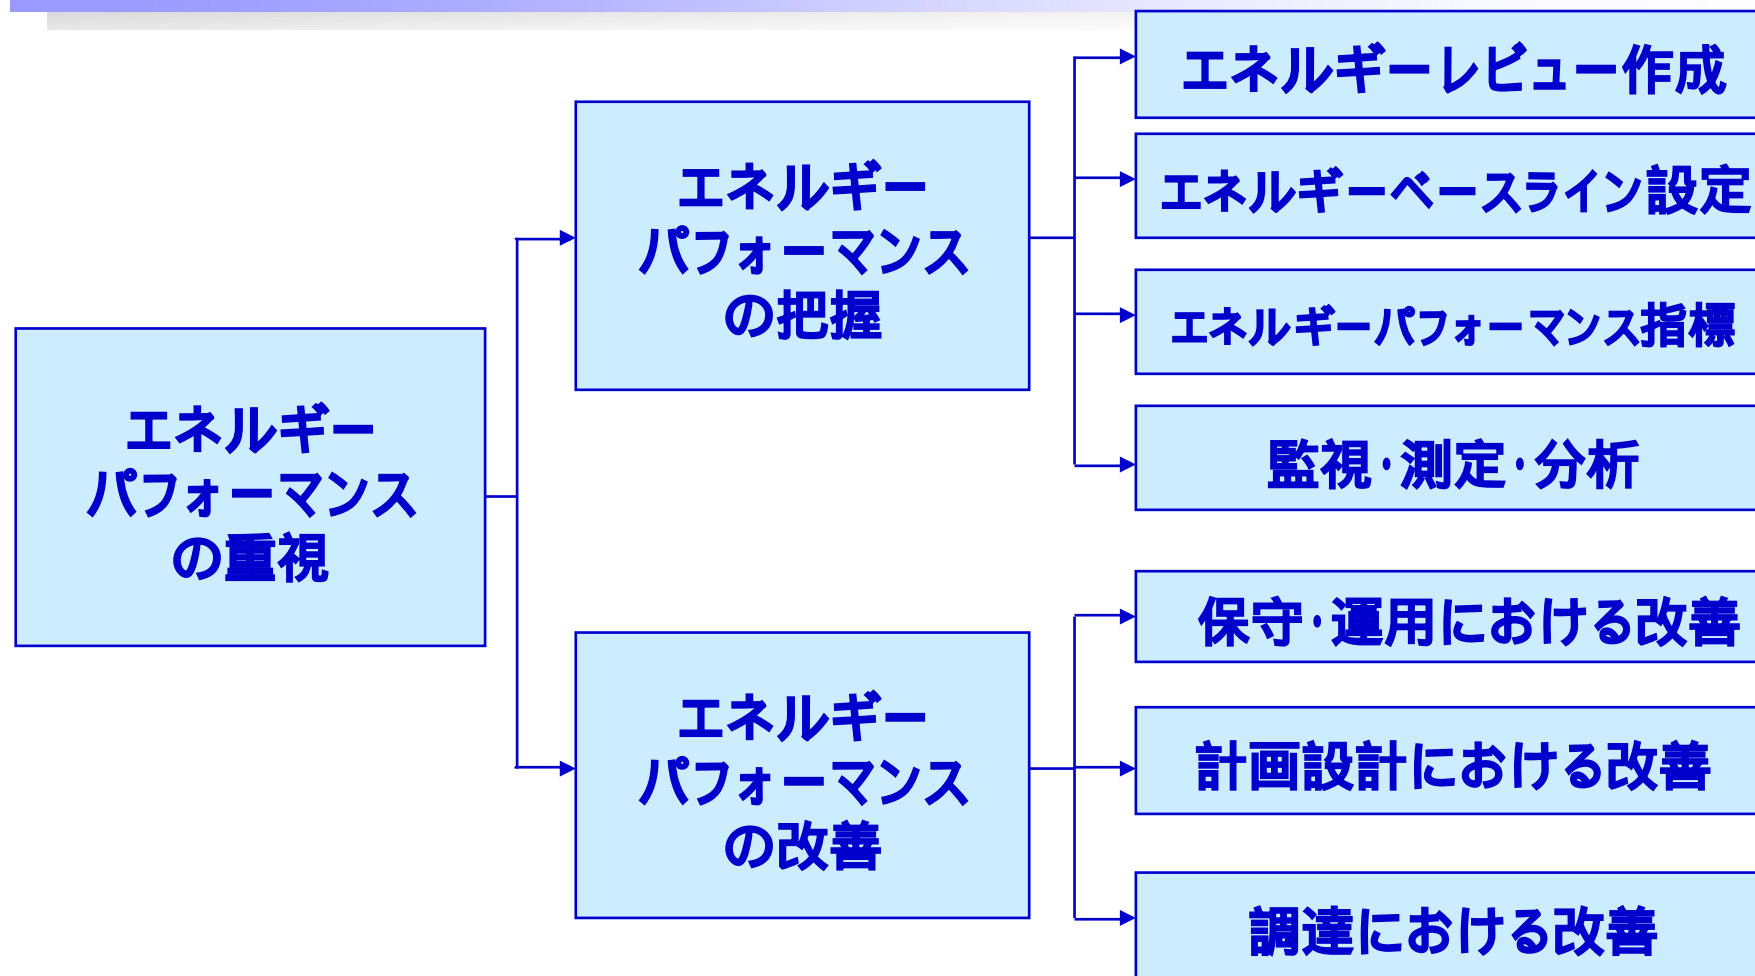 エネルギー
パフォーマンス
の重視
エネルギー
パフォーマンス
の把握
エネルギーレビュー作成
エネルギーベースライン設定
エネルギーパフォーマンス指標
監視・測定・分析
エネルギー
パフォーマンス
の改善
保守・運用における改善
計画設計における改善
調達における改善